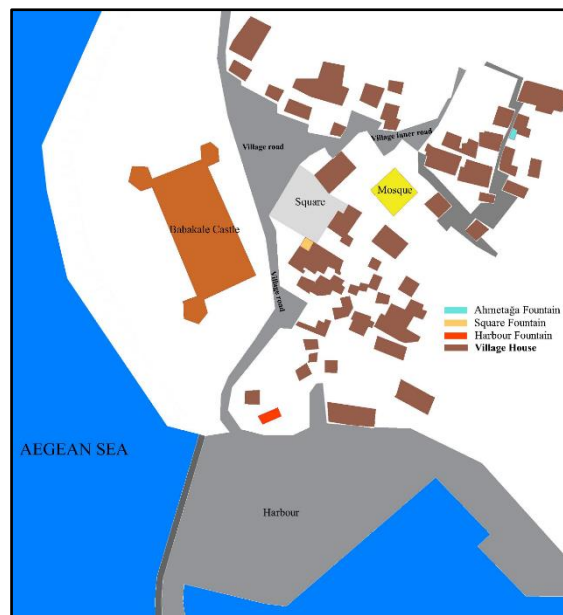 Village road
Village inner road
Square
Mosque
Babakale Castle
Village road
Ahmetağa Fountain
Square Fountain
Harbour Fountain
Village House
AEGEAN SEA
Harbour